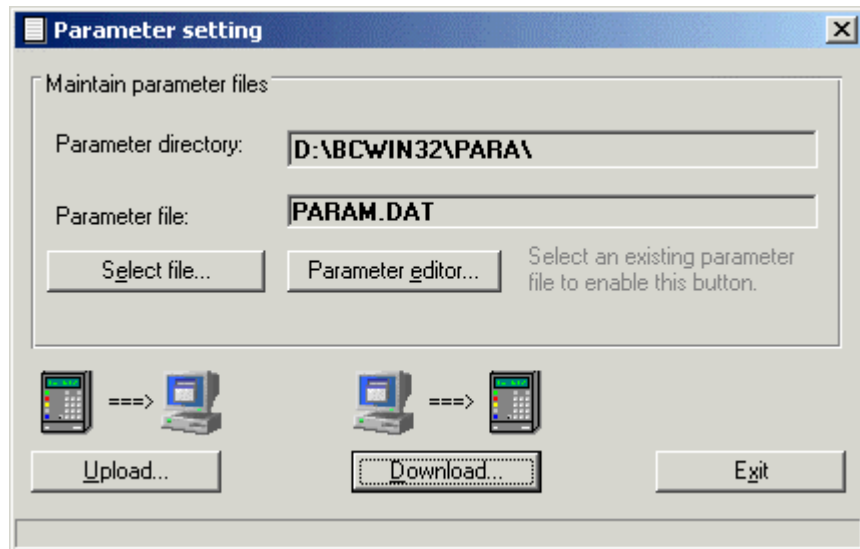 Parameter setting
Maintain parameter files
Parameter directory: D:\BCWIN32\PARA\
Parameter file: PARAM.DAT
Select file... Parameter editor... Select an existing parameter
file to enable this button.
===> ===>
Upload... Download... Exit